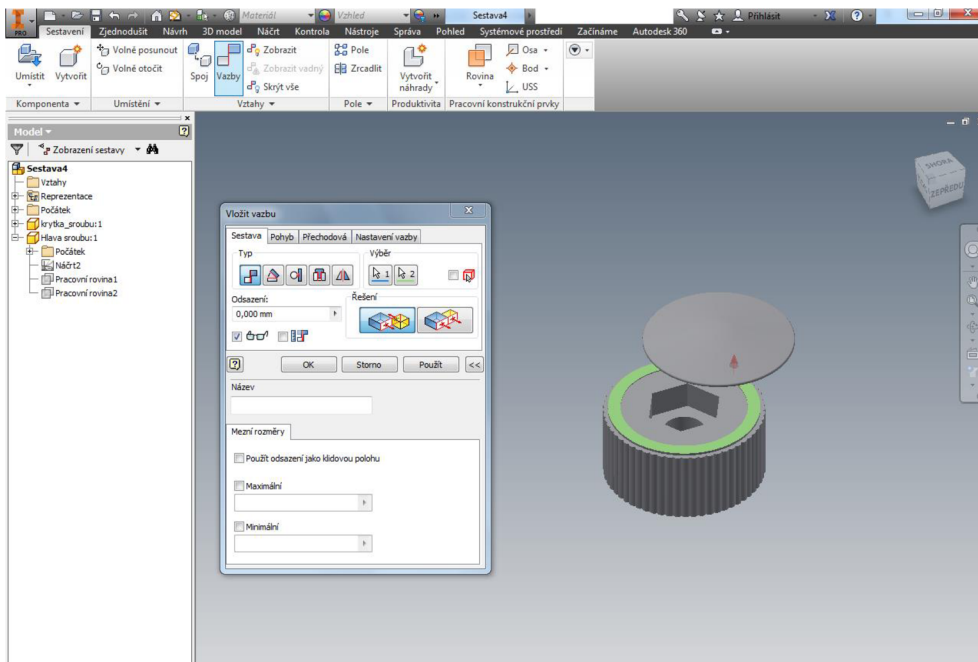 Materiál Vzhled Sestava4 Přihlásit
PRO Sestavení Zjednodušit Návrh 3D model Náčrt Kontrola Nástroje Správa Pohled Systémové prostředí Začínáme Autodesk 360
Umístit Vytvořit Volné posunout Spoj Vazby Zobrazit Pole Vytvořit náhrady Rovina Osa
Volné otočit Zobrazit vadný Zrcadlit Bod
Skrýt vše USS
Komponenta Umístění Vztahy Pole Produktivita Pracovní konstrukční prvky
Model
Zobrazení sestavy
Sestava4
Vztahy
Reprezentace
Počátek
krytka_sroubu:1
Hlava sroubu:1
Počátek
Náčrt2
Pracovní rovina1
Pracovní rovina2
Vložit vazbu
Sestava Pohyb Přechodová Nastavení vazby
Typ Výběr
1 2
Odsazení: Řešení
0,000 mm
OK Storno Použít <<
Název
Mezní rozměry
Použít odsazení jako klidovou polohu
Maximální
Minimální
SHORA
ZEPŘEDU